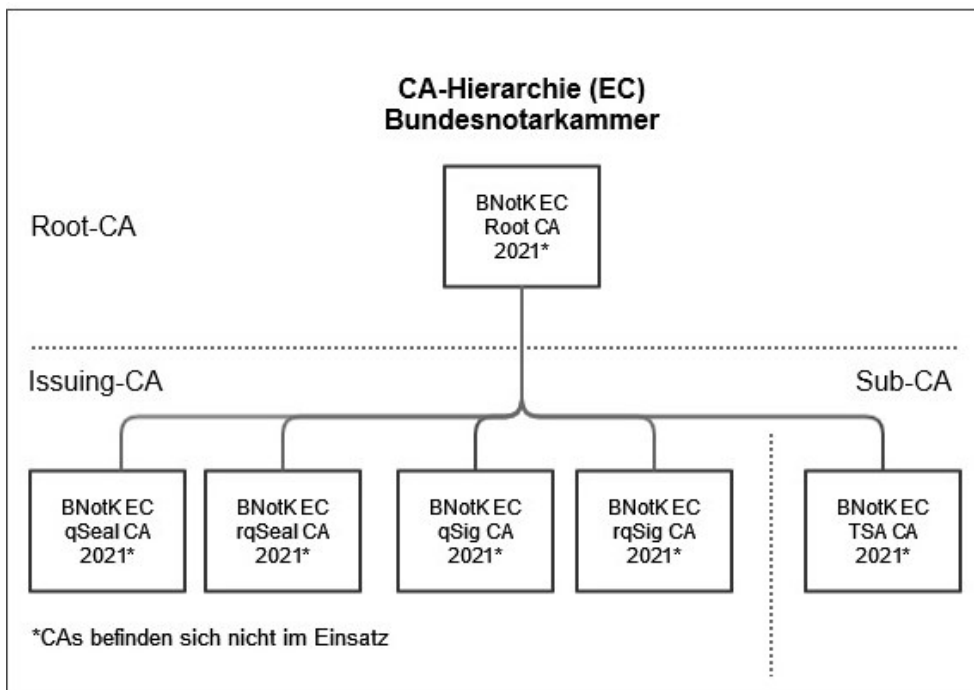 CA-Hierarchie (EC)
Bundesnotarkammer
Root-CA
BNotK EC
Root CA
2021*
Issuing-CA
Sub-CA
BNotK EC
qSeal CA
2021*
BNotK EC
rqSeal CA
2021*
BNotK EC
qSig CA
2021*
BNotK EC
rqSig CA
2021*
BNotK EC
TSA CA
2021*
*CAs befinden sich nicht im Einsatz